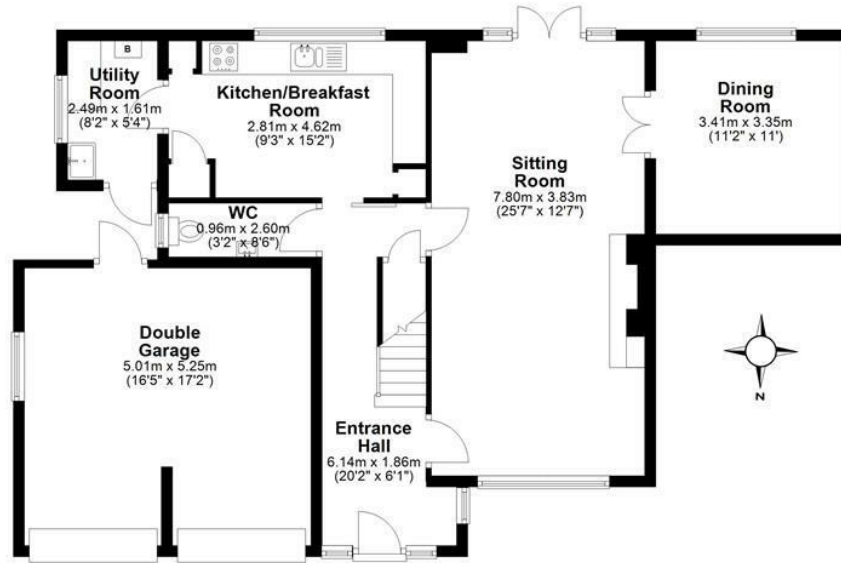 B
Utility
Room
2.49m x 1.61m
(8'2" x 5'4")
Kitchen/Breakfast
Room
2.81m x 4.62m
(9'3" x 15'2")
Dining
Room
3.41m x 3.35m
(11'2" x 11')
Sitting
Room
7.80m x 3.83m
(25'7" x 12'7")
WC
0.96m x 2.60m
(3'2" x 8'6")
Double
Garage
5.01m x 5.25m
(16'5" x 17'2")
Entrance
Hall
6.14m x 1.86m
(20'2" x 6'1")
N